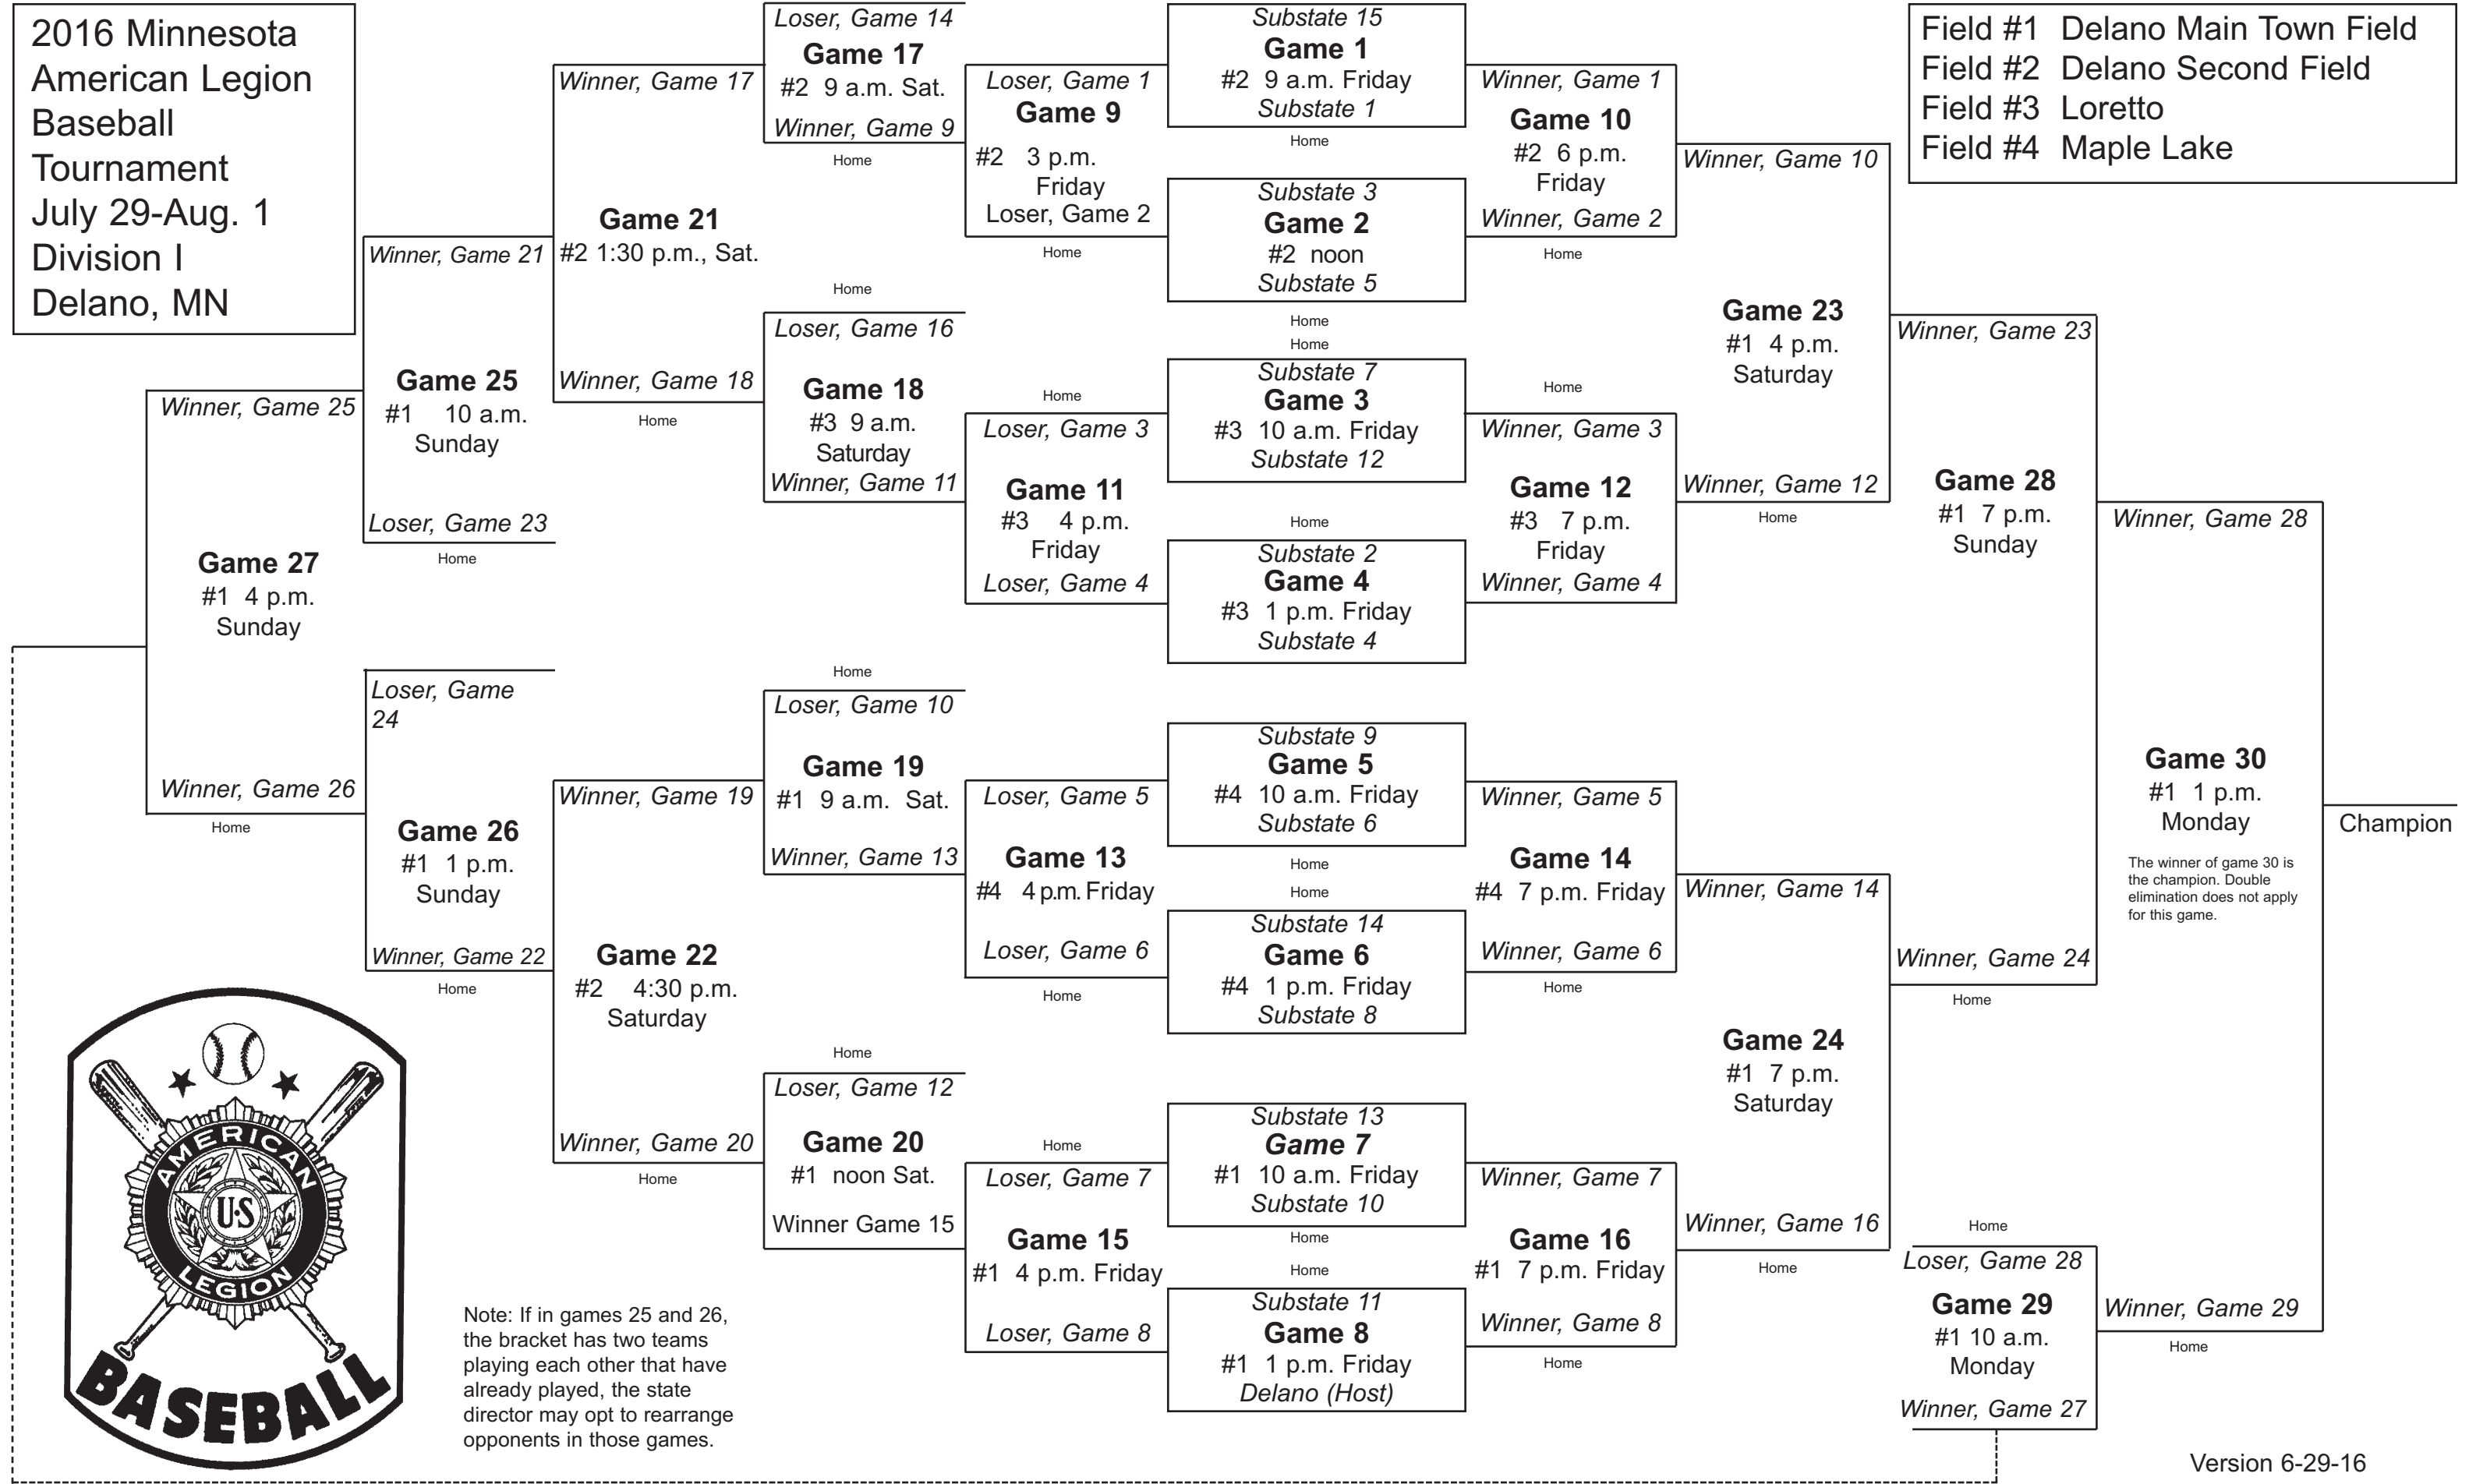 2016 Minnesota
American Legion
Baseball
Tournament
July 29-Aug. 1
Division I
Delano, MN
Winner, Game 25
Game 27
#1 4 p.m.
Sunday
Winner, Game 26
Home
Winner, Game 21
Game 25
#1 10 a.m.
Sunday
Loser, Game 23
Home
Loser, Game
24
Game 26
#1 1 p.m.
Sunday
Winner, Game 22
Home
Winner, Game 17
Game 21
#2 1:30 p.m., Sat.
Winner, Game 18
Home
Winner, Game 19
Game 22
#2 4:30 p.m.
Saturday
Winner, Game 20
Home
Loser, Game 14
Game 17
#2 9 a.m. Sat.
Winner, Game 9
Home
Home
Loser, Game 16
Game 18
#3 9 a.m.
Saturday
Winner, Game 11
Home
Loser, Game 10
Game 19
#1 9 a.m. Sat.
Winner, Game 13
Home
Loser, Game 12
Game 20
#1 noon Sat.
Winner Game 15
Loser, Game 1
Game 9
#2 3 p.m.
Friday
Loser, Game 2
Home
Home
Loser, Game 3
Game 11
#3 4 p.m.
Friday
Loser, Game 4
Loser, Game 5
Game 13
#4 4 p.m. Friday
Loser, Game 6
Home
Home
Loser, Game 7
Game 15
#1 4 p.m. Friday
Loser, Game 8
Substate 15
Game 1
#2 9 a.m. Friday
Substate 1
Home
Substate 3
Game 2
#2 noon
Substate 5
Home
Home
Substate 7
Game 3
#3 10 a.m. Friday
Substate 12
Home
Substate 2
Game 4
#3 1 p.m. Friday
Substate 4
Substate 9
Game 5
#4 10 a.m. Friday
Substate 6
Home
Home
Substate 14
Game 6
#4 1 p.m. Friday
Substate 8
Substate 13
Game 7
#1 10 a.m. Friday
Substate 10
Home
Home
Substate 11
Game 8
#1 1 p.m. Friday
Delano (Host)
Winner, Game 1
Game 10
#2 6 p.m.
Friday
Winner, Game 2
Home
Home
Winner, Game 3
Game 12
#3 7 p.m.
Friday
Winner, Game 4
Winner, Game 5
Game 14
#4 7 p.m. Friday
Winner, Game 6
Home
Winner, Game 7
Game 16
#1 7 p.m. Friday
Winner, Game 8
Home
Winner, Game 10
Game 23
#1 4 p.m.
Saturday
Winner, Game 12
Home
Winner, Game 14
Game 24
#1 7 p.m.
Saturday
Winner, Game 16
Home
Field #1 Delano Main Town Field
Field #2 Delano Second Field
Field #3 Loretto
Field #4 Maple Lake
Winner, Game 23
Game 28
#1 7 p.m.
Sunday
Winner, Game 24
Home
Home
Loser, Game 28
Game 29
#1 10 a.m.
Monday
Winner, Game 27
Winner, Game 28
Game 30
#1 1 p.m.
Monday
The winner of game 30 is
the champion. Double
elimination does not apply
for this game.
Winner, Game 29
Home
Champion
AMERICAN
U·S
LEGION
BASEBALL
Note: If in games 25 and 26,
the bracket has two teams
playing each other that have
already played, the state
director may opt to rearrange
opponents in those games.
Version 6-29-16